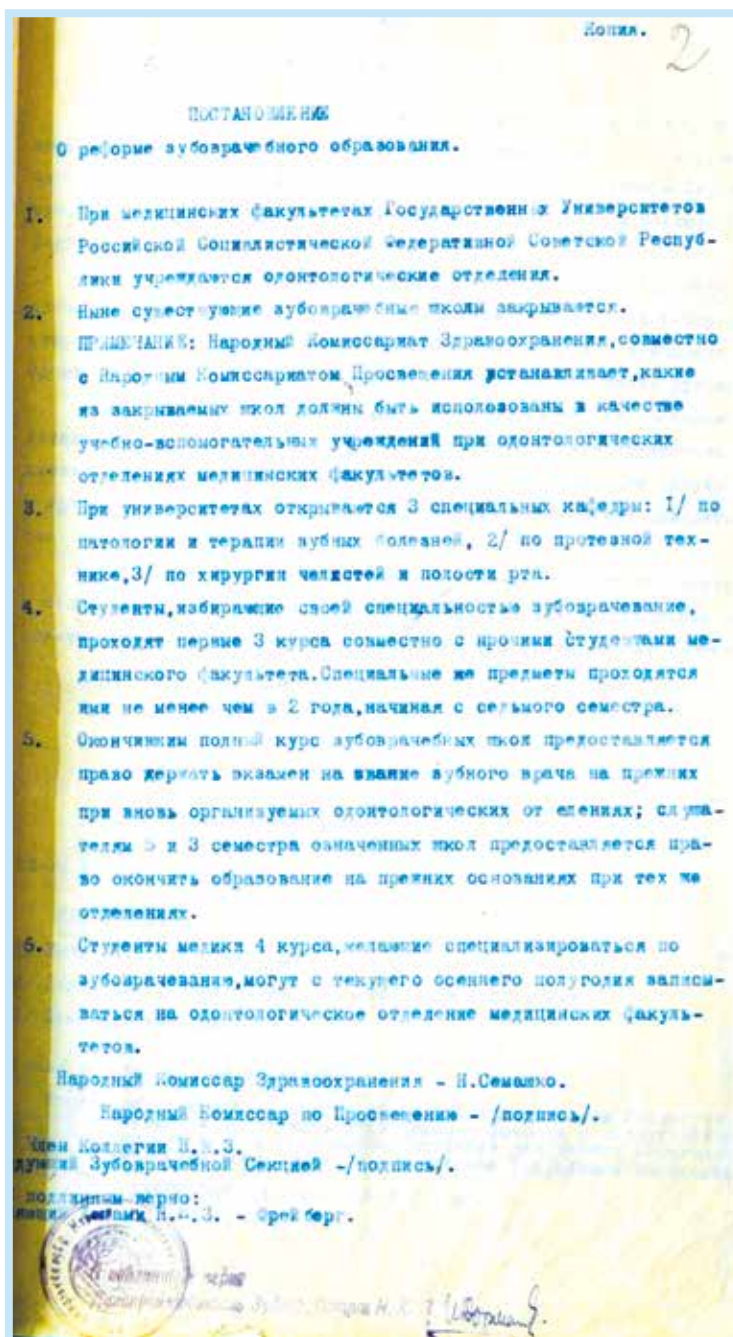 Копия.
2
ПОСТАНОВЛЕНИЕ
О реформе зубоврачебного образования.
1. При медицинских факультетах Государственных Университетов
Российской Социалистической Федеративной Советской Респуб-
лики учреждаются одонтологические отделения.
2. Ныне существующие зубоврачебные школы закрываются.
ПРИМЕЧАНИЕ: Народный Комиссариат Здравоохранения, совместно
с Народным Комиссариатом Просвещения устанавливает, какие
из закрываемых школ должны быть использованы в качестве
учебно-вспомогательных учреждений при одонтологических
отделениях медицинских факультетов.
3. При университетах открываются 3 специальных кафедры: 1/ по
патологии и терапии зубных болезней, 2/ по протезной тех-
нике, 3/ по хирургии челюстей и полости рта.
4. Студенты, избирающие своей специальностью зубоврачевание,
проходят первые 3 курса совместно с прочими студентами ме-
дицинского факультета. Специальные же предметы проходятся
ими не менее чем в 2 года, начиная с седьмого семестра.
5. Окончившим полный курс зубоврачебных школ предоставляется
право держать экзамен на звание зубного врача на прежних
при вновь организуемых одонтологических отделениях; слуша-
телям 5 и 3 семестра означенных школ предоставляется пра-
во окончить образование на прежних основаниях при тех же
отделениях.
6. Студенты медики 4 курса, желающие специализироваться по
зубоврачеванию, могут с текущего осеннего полугодия записы-
ваться на одонтологическое отделение медицинских факуль-
тетов.
Народный Комиссар Здравоохранения - Н.Семашко.
Народный Комиссар по Просвещению - /подпись/.
Член Коллегии Н.К.З.
дующий Зубоврачебной Секцией -/подпись/.
подлинным верно:
Н.К.З. - Фрейберг.
С подлинным верно